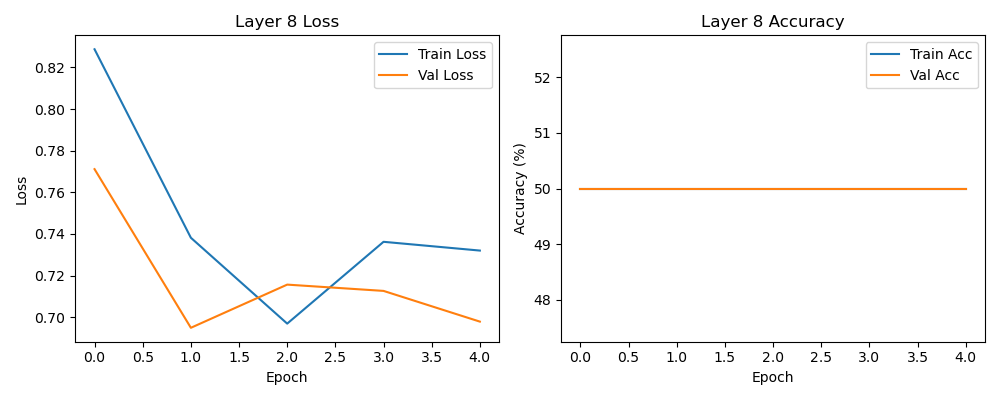 Layer 8 Loss
Train Loss
Val Loss
0.82
0.80
0.78
0.76
0.74
0.72
0.70
Loss
0.0 0.5 1.0 1.5 2.0 2.5 3.0 3.5 4.0
Epoch
Layer 8 Accuracy
Train Acc
Val Acc
52
51
50
49
48
Accuracy (%)
0.0 0.5 1.0 1.5 2.0 2.5 3.0 3.5 4.0
Epoch